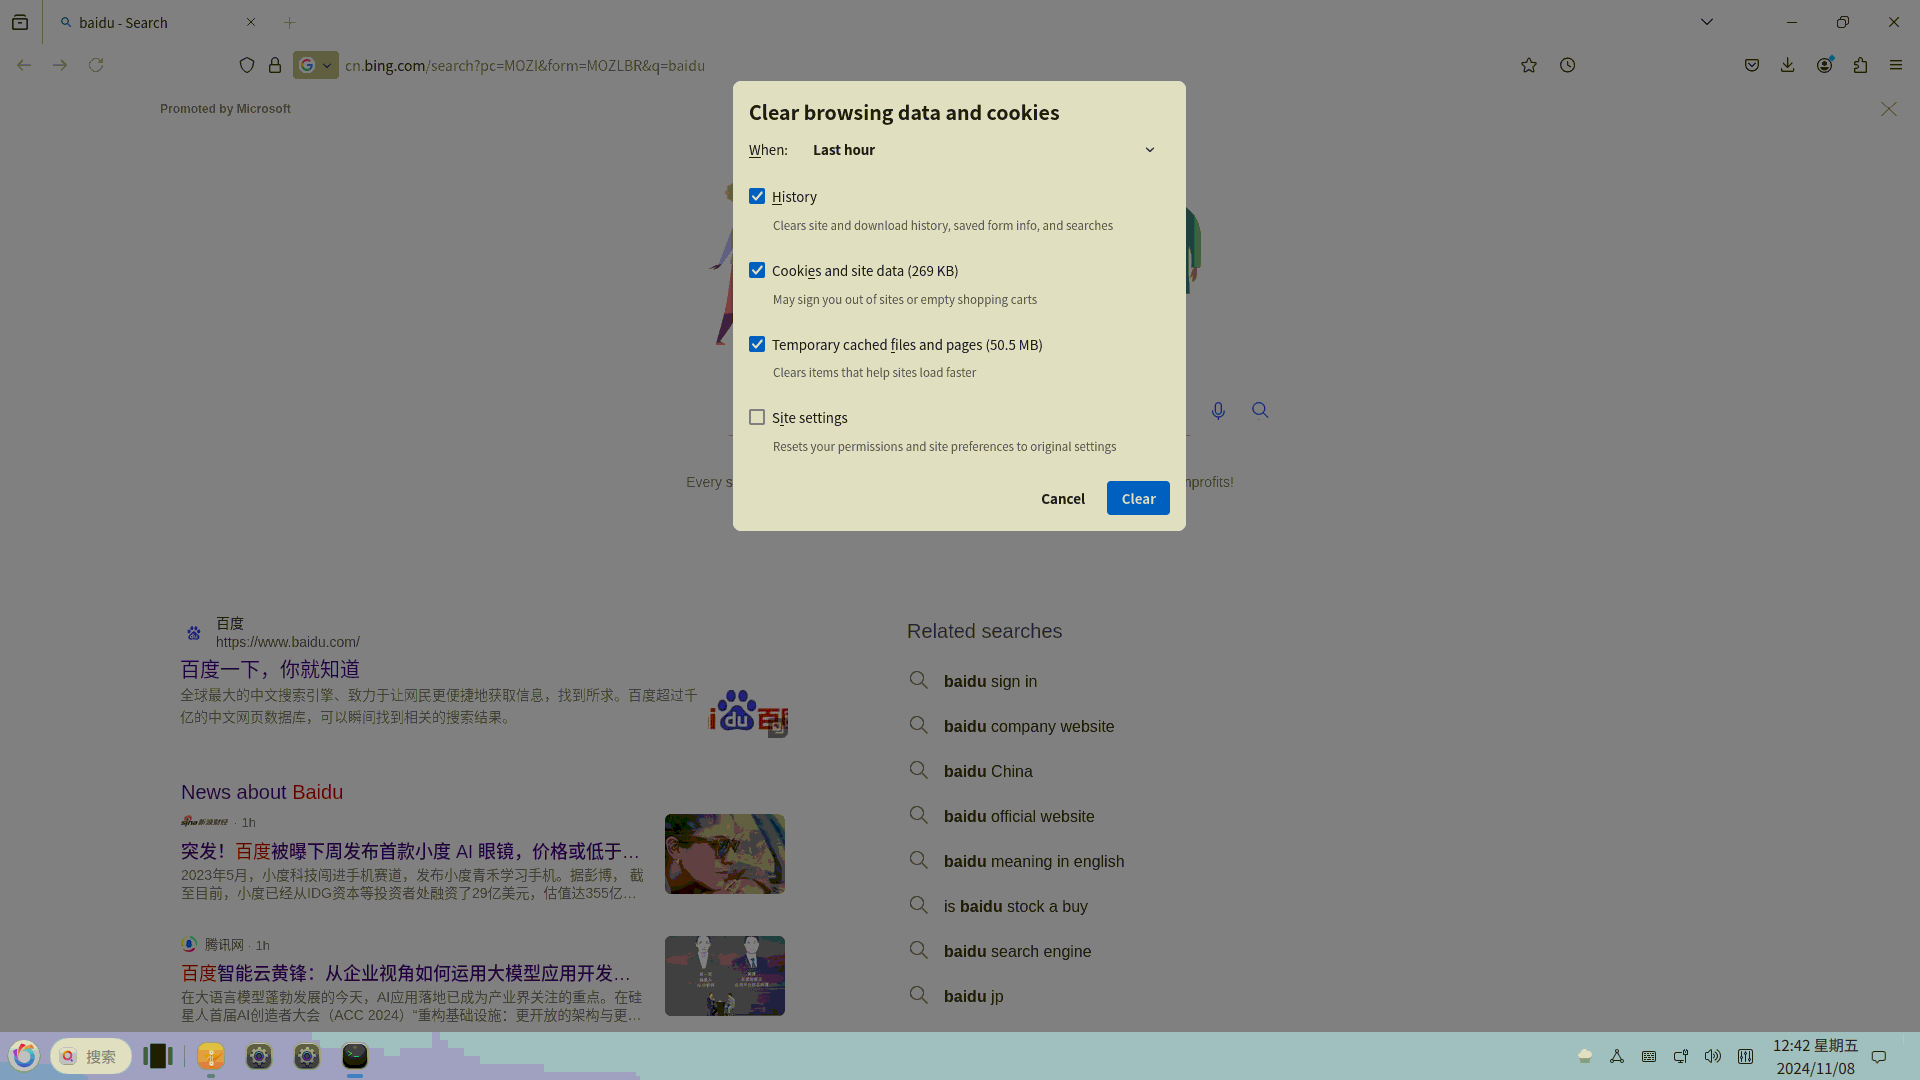 baidu - Search
cn.bing.com/search?pc=MOZI&form=MOZLBR&q=baidu
Promoted by Microsoft
Clear browsing data and cookies
When: Last hour
History
Clears site and download history, saved form info, and searches
Cookies and site data (269 KB)
May sign you out of sites or empty shopping carts
Temporary cached files and pages (50.5 MB)
Clears items that help sites load faster
Site settings
Resets your permissions and site preferences to original settings
Cancel Clear
Every s
nprofits!
百度
https://www.baidu.com/
百度一下，你就知道
全球最大的中文搜索引擎、致力于让网民更便捷地获取信息，找到所求。百度超过千
亿的中文网页数据库，可以瞬间找到相关的搜索结果。
du 百
News about Baidu
sina新浪财经 · 1h
突发！百度被曝下周发布首款小度 AI 眼镜，价格或低于…
2023年5月，小度科技闯进手机赛道，发布小度青禾学习手机。据彭博， 截
至目前，小度已经从IDG资本等投资者处融资了29亿美元，估值达355亿…
腾讯网 · 1h
百度智能云黄锋：从企业视角如何运用大模型应用开发…
在大语言模型蓬勃发展的今天，AI应用落地已成为产业界关注的重点。在硅
星人首届AI创造者大会（ACC 2024）“重构基础设施：更开放的架构与更…
Related searches
baidu sign in
baidu company website
baidu China
baidu official website
baidu meaning in english
is baidu stock a buy
baidu search engine
baidu jp
搜索
12:42 星期五
2024/11/08